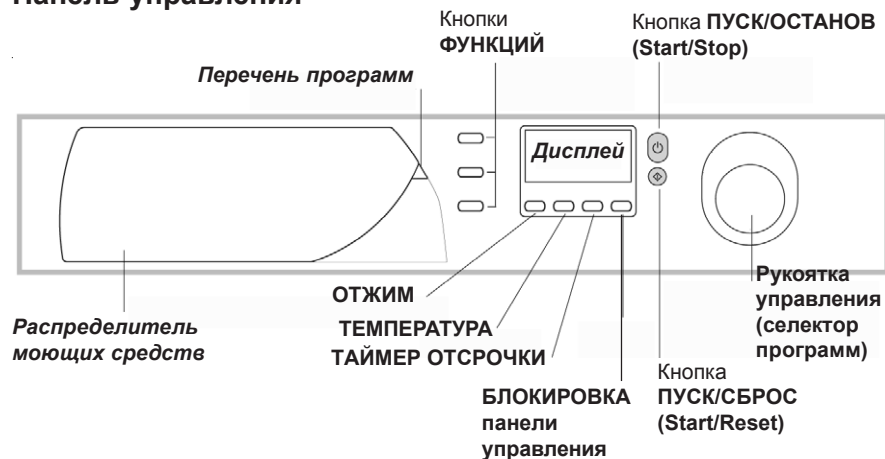 Панель управления
Кнопки
ФУНКЦИЙ
Кнопка ПУСК/ОСТАНОВ
(Start/Stop)
Перечень программ
Дисплей
ОТЖИМ
ТЕМПЕРАТУРА
ТАЙМЕР ОТСРОЧКИ
БЛОКИРОВКА
панели
управления
Распределитель
моющих средств
Рукоятка
управления
(селектор
программ)
Кнопка
ПУСК/СБРОС
(Start/Reset)